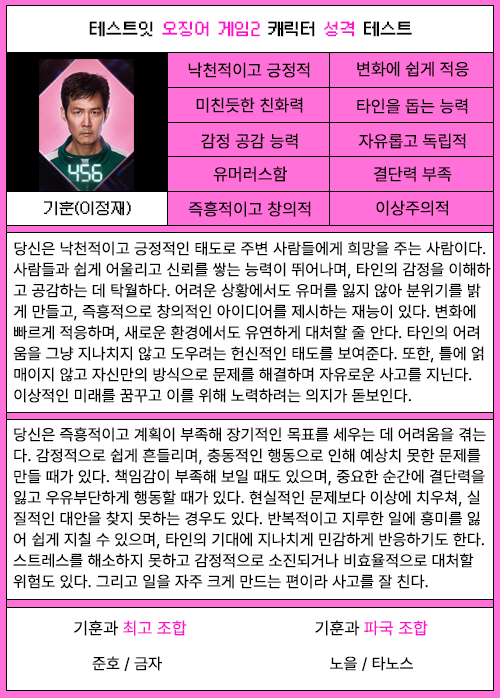 테스트잇 오징어 게임2 캐릭터 성격 테스트
456
기훈(이정재)
낙천적이고 긍정적 변화에 쉽게 적응
미친듯한 친화력 타인을 돕는 능력
감정 공감 능력 자유롭고 독립적
유머러스함 결단력 부족
즉흥적이고 창의적 이상주의적
당신은 낙천적이고 긍정적인 태도로 주변 사람들에게 희망을 주는 사람이다.
사람들과 쉽게 어울리고 신뢰를 쌓는 능력이 뛰어나며, 타인의 감정을 이해하
고 공감하는 데 탁월하다. 어려운 상황에서도 유머를 잃지 않아 분위기를 밝
게 만들고, 즉흥적으로 창의적인 아이디어를 제시하는 재능이 있다. 변화에
빠르게 적응하며, 새로운 환경에서도 유연하게 대처할 줄 안다. 타인의 어려
움을 그냥 지나치지 않고 도우려는 헌신적인 태도를 보여준다. 또한, 틀에 얽
매이지 않고 자신만의 방식으로 문제를 해결하며 자유로운 사고를 지닌다.
이상적인 미래를 꿈꾸고 이를 위해 노력하려는 의지가 돋보인다.
당신은 즉흥적이고 계획이 부족해 장기적인 목표를 세우는 데 어려움을 겪는
다. 감정적으로 쉽게 흔들리며, 충동적인 행동으로 인해 예상치 못한 문제를
만들 때가 있다. 책임감이 부족해 보일 때도 있으며, 중요한 순간에 결단력을
잃고 우유부단하게 행동할 때가 있다. 현실적인 문제보다 이상에 치우쳐, 실
질적인 대안을 찾지 못하는 경우도 있다. 반복적이고 지루한 일에 흥미를 잃
어 쉽게 지칠 수 있으며, 타인의 기대에 지나치게 민감하게 반응하기도 한다.
스트레스를 해소하지 못하고 감정적으로 소진되거나 비효율적으로 대처할
위험도 있다. 그리고 일을 자주 크게 만드는 편이라 사고를 잘 친다.
기훈과 최고 조합 기훈과 파국 조합
준호 / 금자 노을 / 타노스